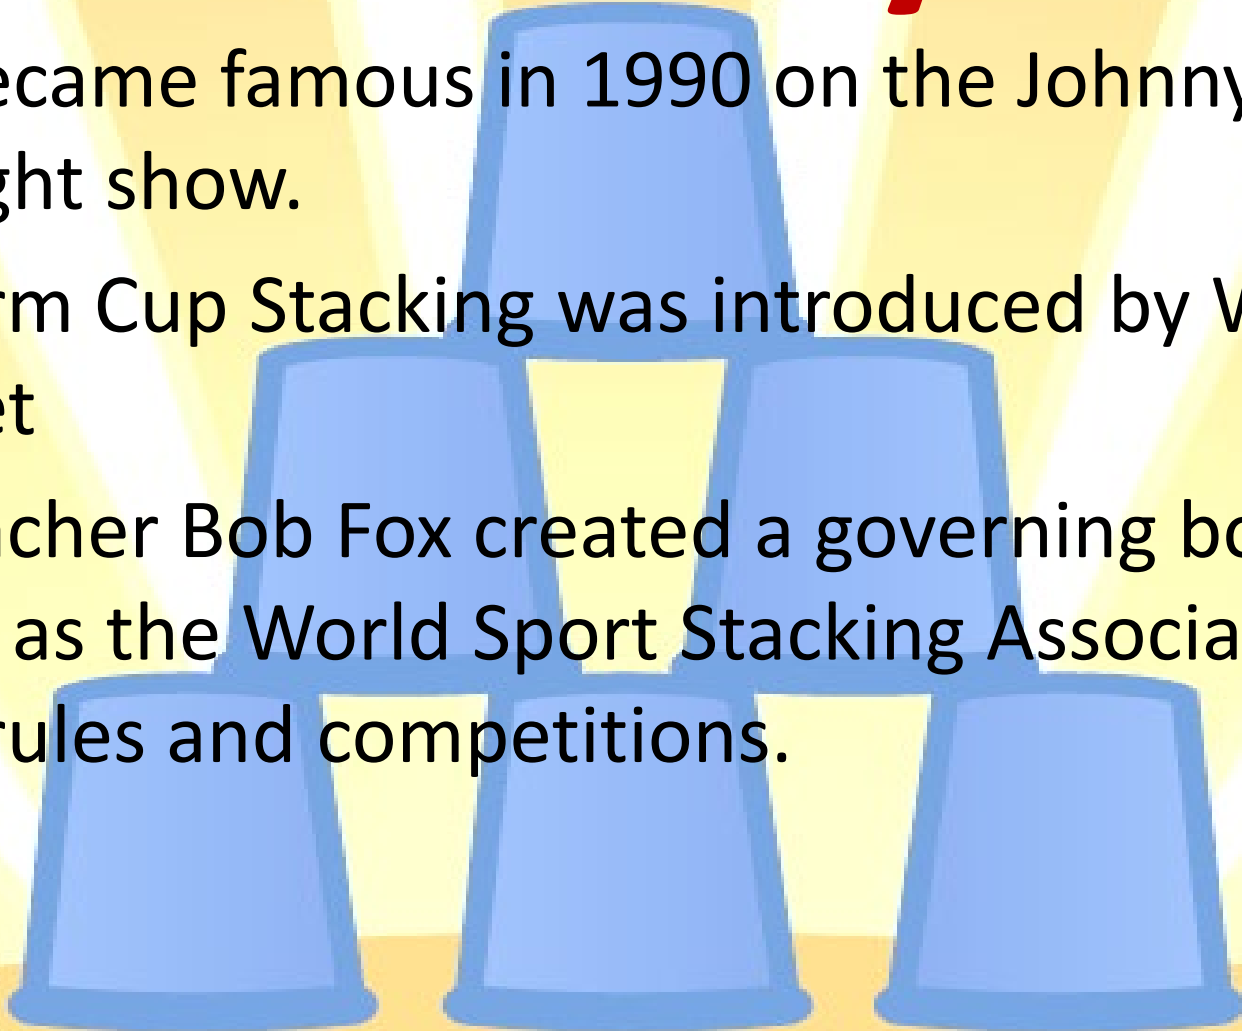 ecame famous in 1990 on the Johnny
ght show.
rm Cup Stacking was introduced by W
et
acher Bob Fox created a governing bo
as the World Sport Stacking Associa
rules and competitions.